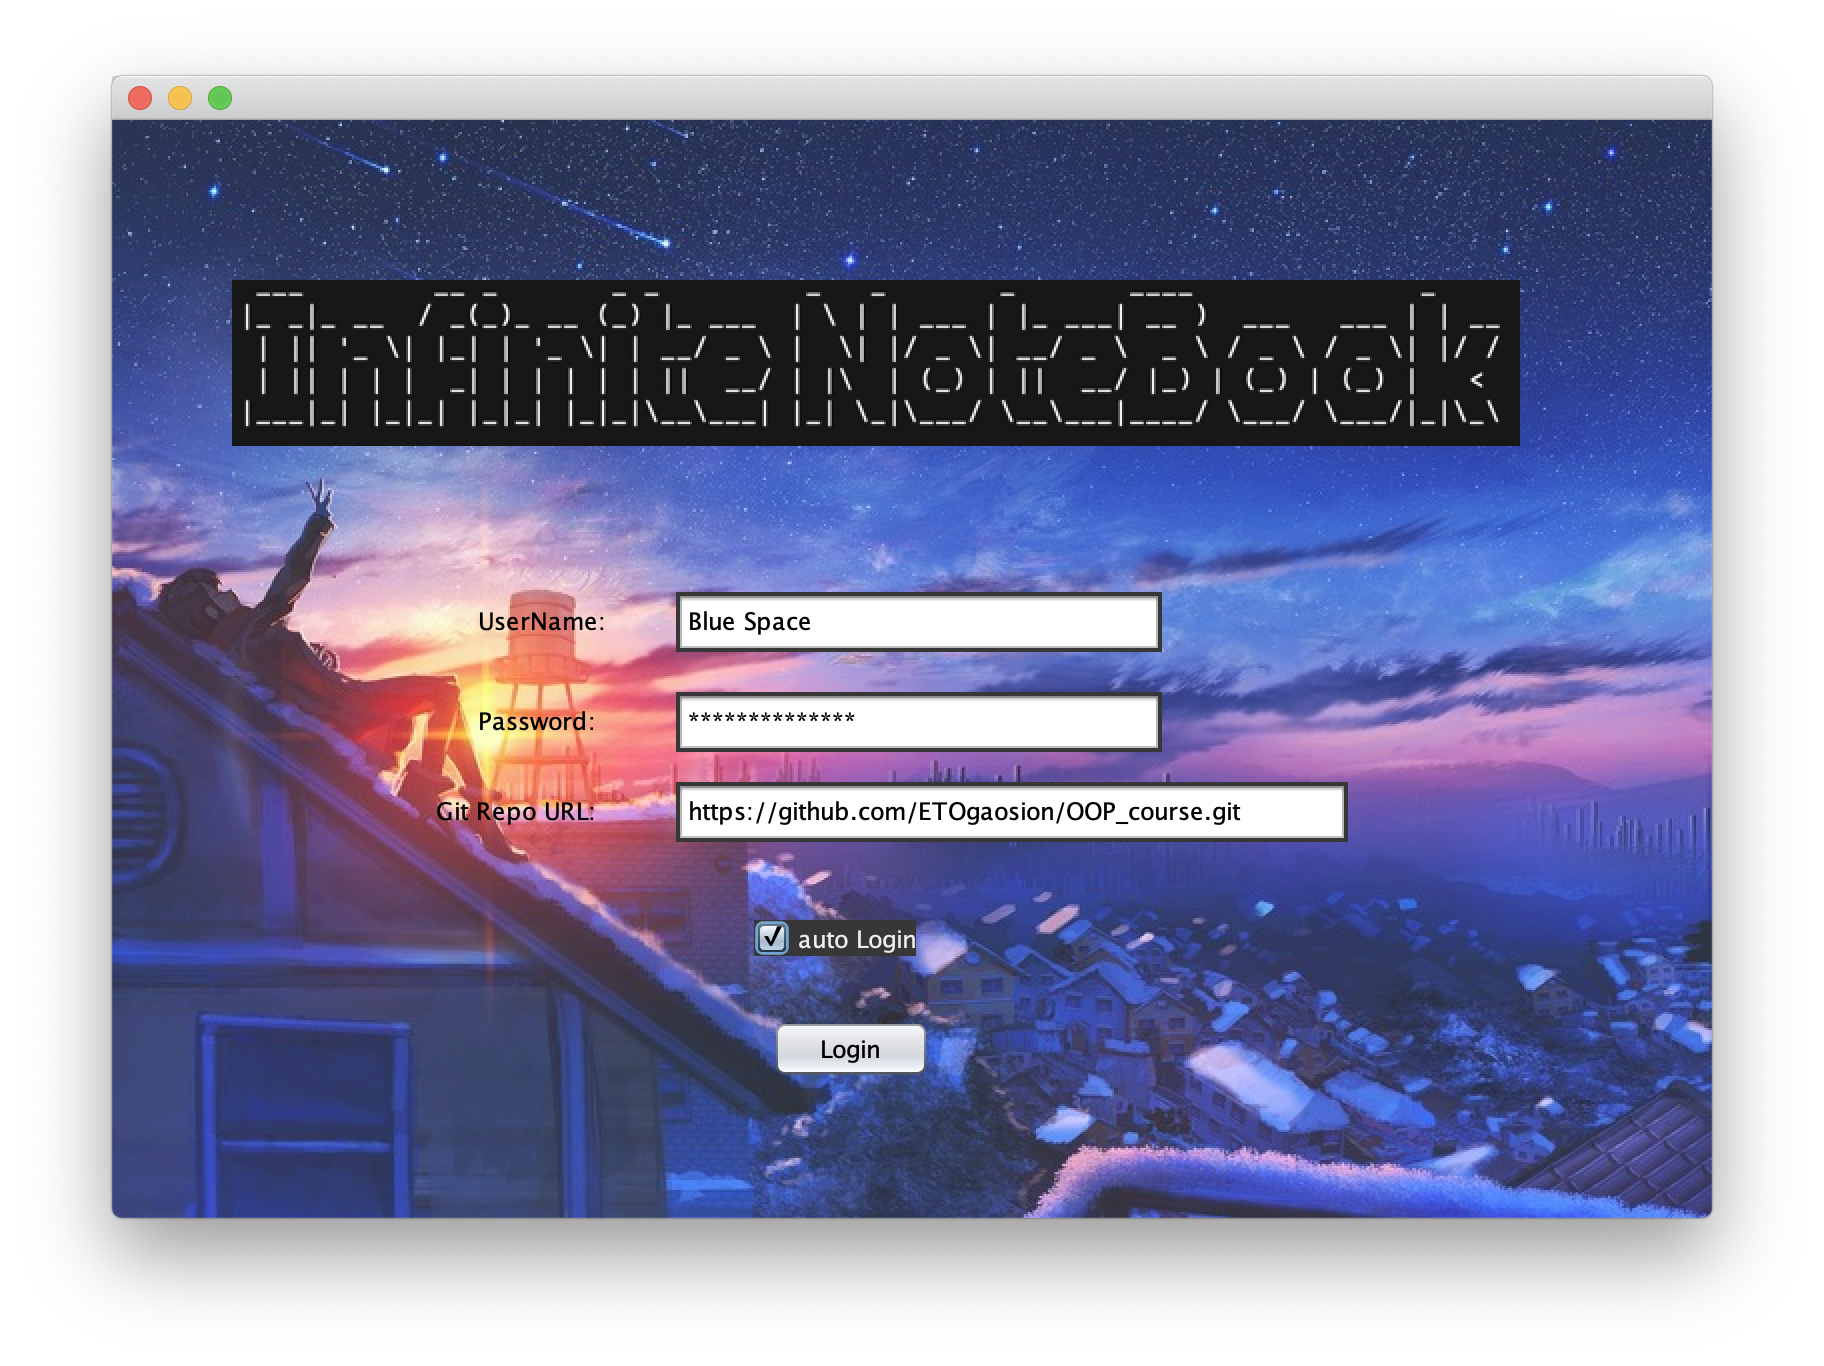 InfiniteNoteBook
UserName: Blue Space
Password: **************
Git Repo URL: https://github.com/ETOgaosion/OOP_course.git
auto Login
Login